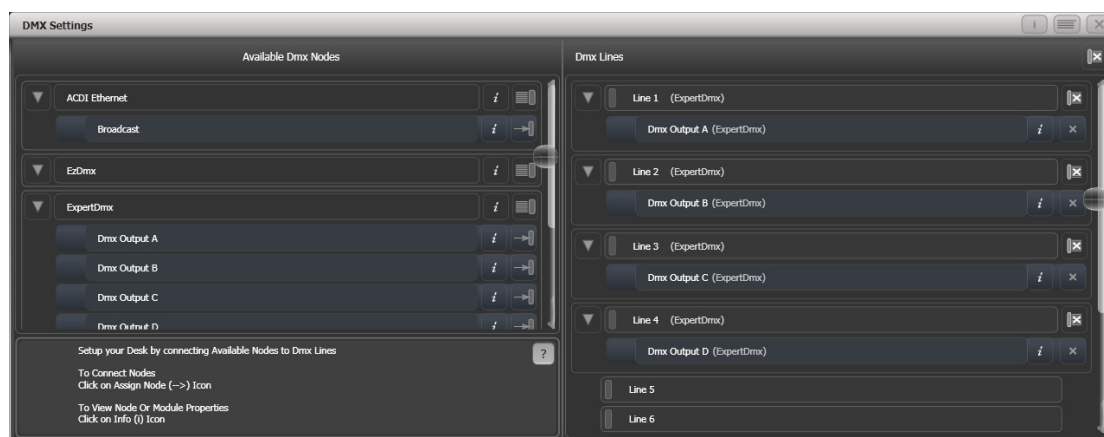 DMX Settings
Available Dmx Nodes
ACDI Ethernet
Broadcast
EzDmx
ExpertDmx
Dmx Output A
Dmx Output B
Dmx Output C
Dmx Output D
Setup your Desk by connecting Available Nodes to Dmx Lines
To Connect Nodes
Click on Assign Node (-->) Icon
To View Node Or Module Properties
Click on Info (i) Icon
?
Dmx Lines
Line 1 (ExpertDmx)
Dmx Output A (ExpertDmx)
Line 2 (ExpertDmx)
Dmx Output B (ExpertDmx)
Line 3 (ExpertDmx)
Dmx Output C (ExpertDmx)
Line 4 (ExpertDmx)
Dmx Output D (ExpertDmx)
Line 5
Line 6